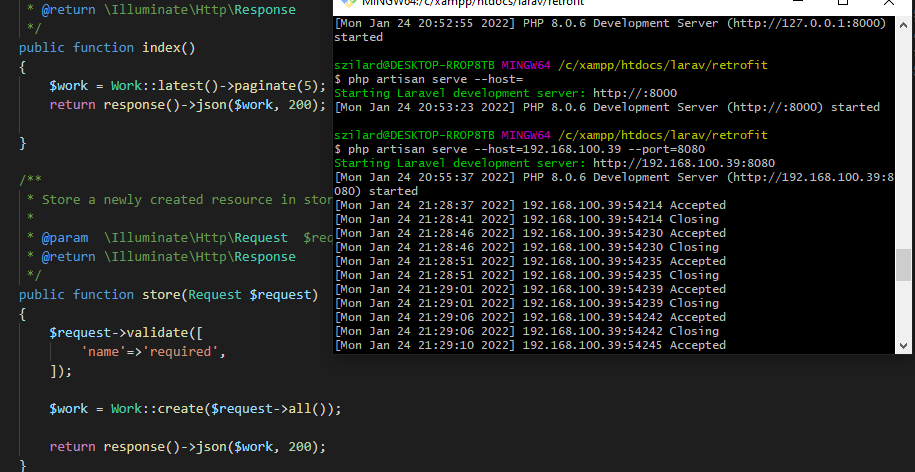 * @return \Illuminate\Http\Response
*/
public function index()
{
$work = Work::latest()->paginate(5);
return response()->json($work, 200);
}
/**
* Store a newly created resource in stor
*
* @param  \Illuminate\Http\Request  $req
* @return \Illuminate\Http\Response
*/
public function store(Request $request)
{
$request->validate([
'name'=>'required',
]);
$work = Work::create($request->all());
return response()->json($work, 200);
}
MINGW64:/c/xampp/htdocs/larav/retrofit
[Mon Jan 24 20:52:55 2022] PHP 8.0.6 Development Server (http://127.0.0.1:8000)
started
szilard@DESKTOP-RROP8TB MINGW64 /c/xampp/htdocs/larav/retrofit
$ php artisan serve --host=
Starting Laravel development server: http://:8000
[Mon Jan 24 20:53:23 2022] PHP 8.0.6 Development Server (http://:8000) started
szilard@DESKTOP-RROP8TB MINGW64 /c/xampp/htdocs/larav/retrofit
$ php artisan serve --host=192.168.100.39 --port=8080
Starting Laravel development server: http://192.168.100.39:8080
[Mon Jan 24 20:55:37 2022] PHP 8.0.6 Development Server (http://192.168.100.39:8
080) started
[Mon Jan 24 21:28:37 2022] 192.168.100.39:54214 Accepted
[Mon Jan 24 21:28:41 2022] 192.168.100.39:54214 Closing
[Mon Jan 24 21:28:46 2022] 192.168.100.39:54230 Accepted
[Mon Jan 24 21:28:46 2022] 192.168.100.39:54230 Closing
[Mon Jan 24 21:28:51 2022] 192.168.100.39:54235 Accepted
[Mon Jan 24 21:28:51 2022] 192.168.100.39:54235 Closing
[Mon Jan 24 21:29:01 2022] 192.168.100.39:54239 Accepted
[Mon Jan 24 21:29:01 2022] 192.168.100.39:54239 Closing
[Mon Jan 24 21:29:06 2022] 192.168.100.39:54242 Accepted
[Mon Jan 24 21:29:06 2022] 192.168.100.39:54242 Closing
[Mon Jan 24 21:29:10 2022] 192.168.100.39:54245 Accepted